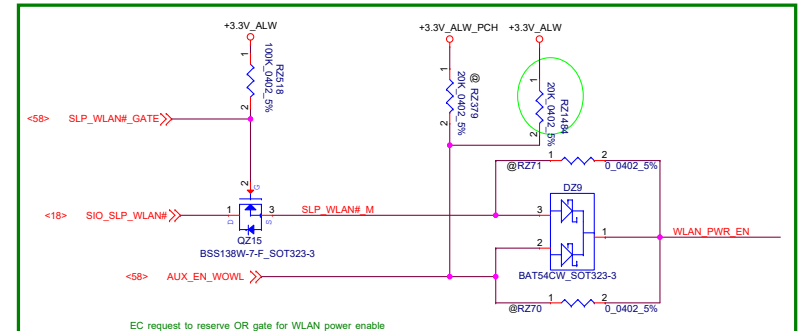 +3.3V_ALW
+3.3V_ALW_PCH
+3.3V_ALW
1
2
RZ518
100K_0402_5%
1
2
@ RZ379
20K_0402_5%
1
2
RZ1484
20K_0402_5%
<58> SLP_WLAN#_GATE
@RZ71 1 2 0_0402_5%
2
G
DZ9
<18> SIO_SLP_WLAN# 1 3 SLP_WLAN#_M 3
D S
1 WLAN_PWR_EN
QZ15
BSS138W-7-F_SOT323-3
2
<58> AUX_EN_WOWL
BAT54CW_SOT323-3
1 2
@RZ70 0_0402_5%
EC request to reserve OR gate for WLAN power enable